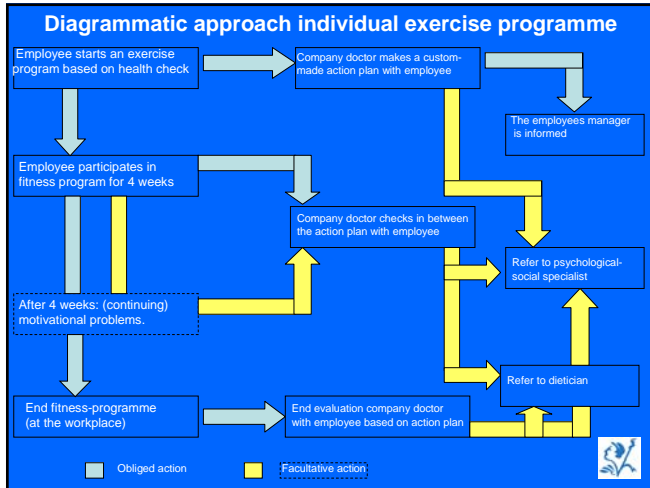 Diagrammatic approach individual exercise programme
Employee starts an exercise
program based on health check
Company doctor makes a custom-
made action plan with employee
The employees manager
is informed
Employee participates in
fitness program for 4 weeks
Company doctor checks in between
the action plan with employee
Refer to psychological-
social specialist
After 4 weeks: (continuing)
motivational problems.
Refer to dietician
End fitness-programme
(at the workplace)
End evaluation company doctor
with employee based on action plan
Obliged action
Facultative action